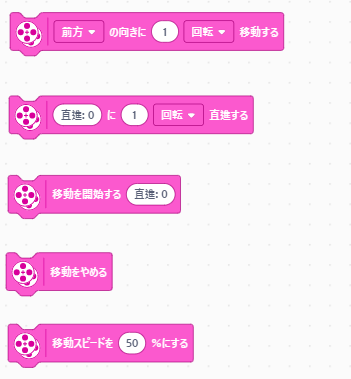 前方 の向きに 1 回転 移動する
直進: 0 に 1 回転 直進する
移動を開始する 直進: 0
移動をやめる
移動スピードを 50 %にする